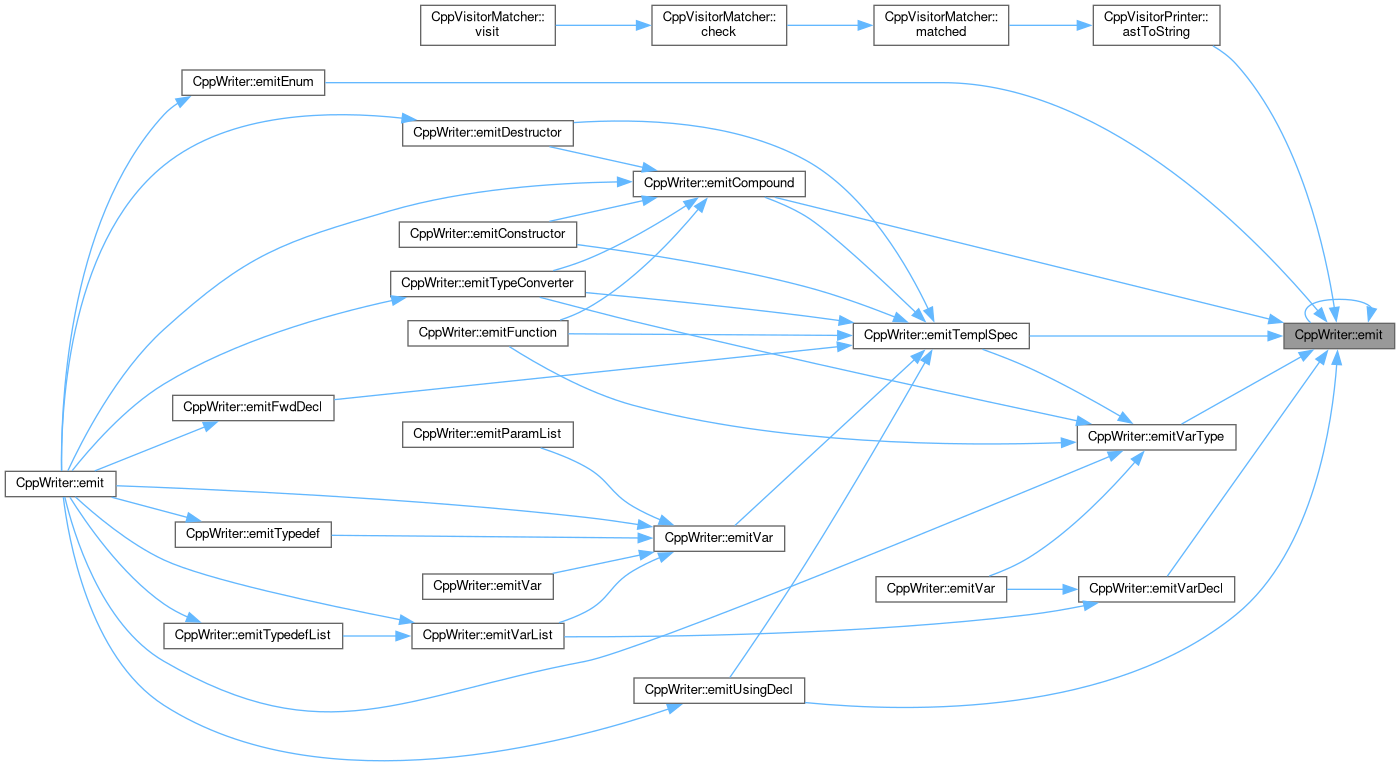 CppVisitorMatcher::
visit
CppVisitorMatcher::
check
CppVisitorMatcher::
matched
CppVisitorPrinter::
astToString
CppWriter::emitEnum
CppWriter::emitDestructor
CppWriter::emitCompound
CppWriter::emitConstructor
CppWriter::emitTypeConverter
CppWriter::emitFunction
CppWriter::emitTemplSpec
CppWriter::emit
CppWriter::emitFwdDecl
CppWriter::emitParamList
CppWriter::emitVarType
CppWriter::emit
CppWriter::emitTypedef
CppWriter::emitVar
CppWriter::emitVar
CppWriter::emitVar
CppWriter::emitVarDecl
CppWriter::emitTypedefList
CppWriter::emitVarList
CppWriter::emitUsingDecl